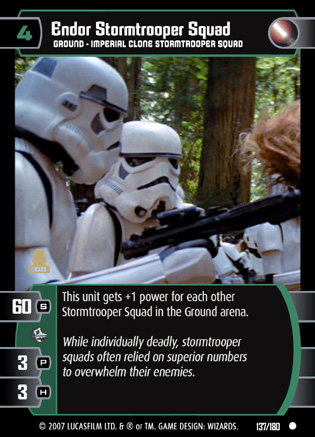 4
Endor Stormtrooper Squad
GROUND - IMPERIAL CLONE STORMTROOPER SQUAD
60 S
This unit gets +1 power for each other
Stormtrooper Squad in the Ground arena.
While individually deadly, stormtrooper
squads often relied on superior numbers
to overwhelm their enemies.
3 P
3 H
© 2007 LUCASFILM LTD. & ® or TM. GAME DESIGN: WIZARDS. 137/180